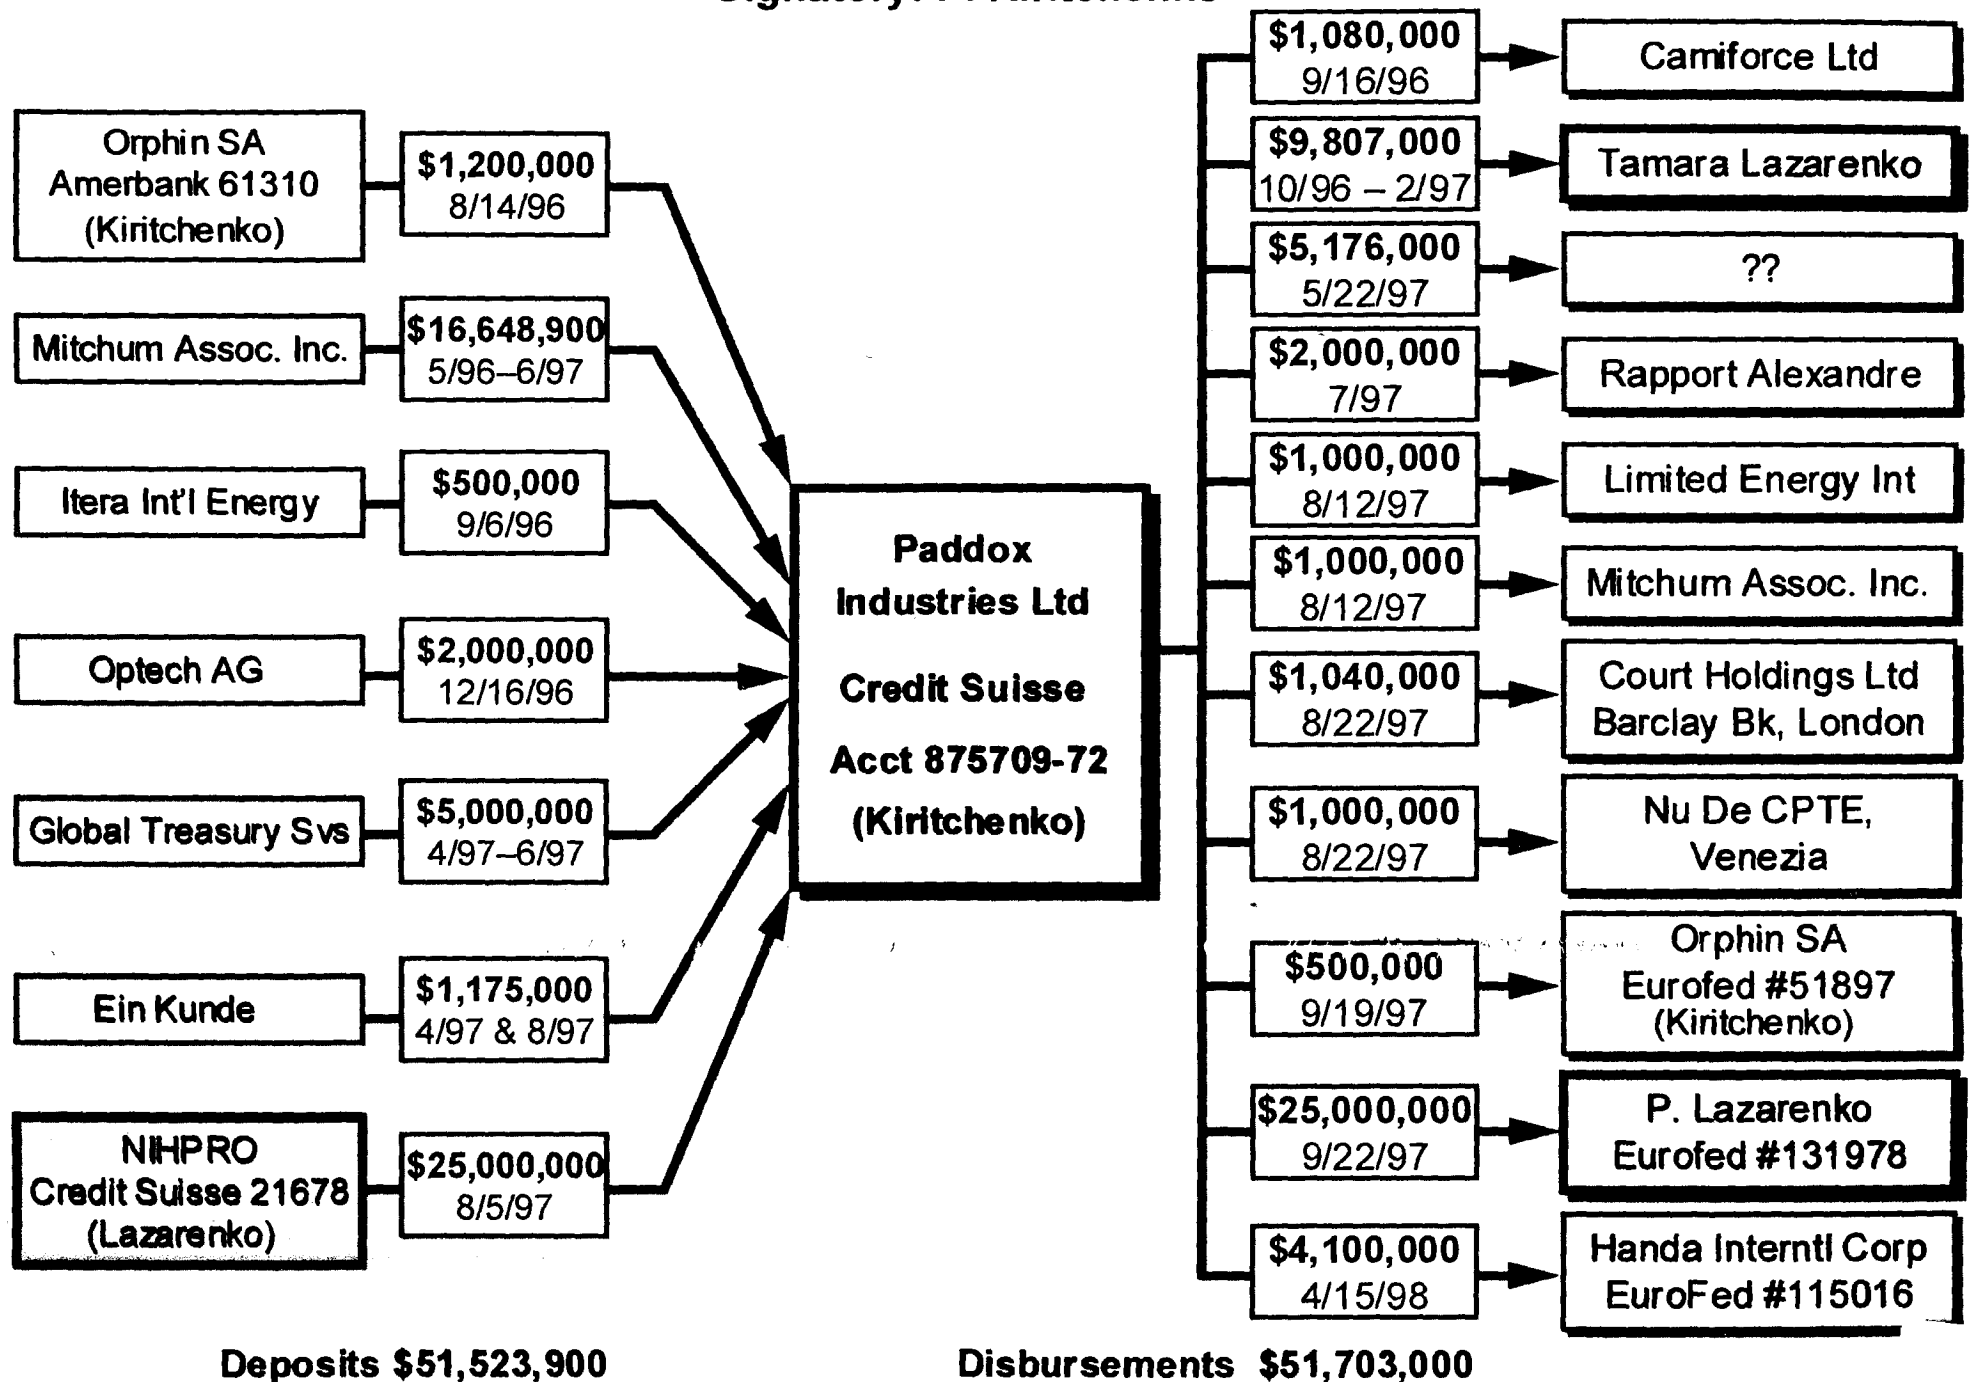 Orphin SA
Amerbank 61310
(Kiritchenko)
$1,200,000
8/14/96
Mitchum Assoc. Inc.
$16,648,900
5/96–6/97
Itera Int'l Energy
$500,000
9/6/96
Optech AG
$2,000,000
12/16/96
Global Treasury Svs
$5,000,000
4/97–6/97
Ein Kunde
$1,175,000
4/97 & 8/97
NIHPRO
Credit Suisse 21678
(Lazarenko)
$25,000,000
8/5/97
Deposits $51,523,900
Paddox
Industries Ltd
Credit Suisse
Acct 875709-72
(Kiritchenko)
$1,080,000
9/16/96
Camiforce Ltd
$9,807,000
10/96 – 2/97
Tamara Lazarenko
$5,176,000
5/22/97
??
$2,000,000
7/97
Rapport Alexandre
$1,000,000
8/12/97
Limited Energy Int
$1,000,000
8/12/97
Mitchum Assoc. Inc.
$1,040,000
8/22/97
Court Holdings Ltd
Barclay Bk, London
$1,000,000
8/22/97
Nu De CPTE,
Venezia
$500,000
9/19/97
Orphin SA
Eurofed #51897
(Kiritchenko)
$25,000,000
9/22/97
P. Lazarenko
Eurofed #131978
$4,100,000
4/15/98
Handa Interntl Corp
EuroFed #115016
Disbursements $51,703,000